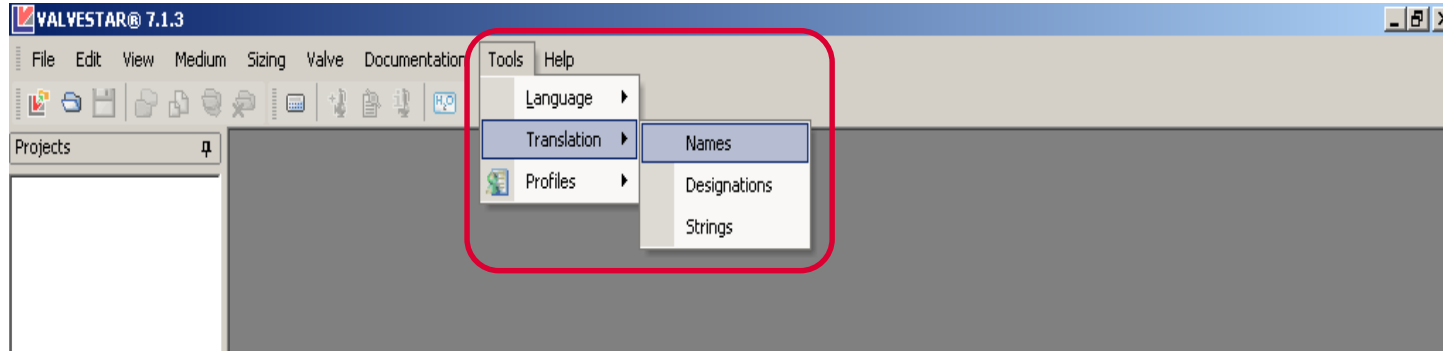 VALVESTAR® 7.1.3
File Edit View Medium Sizing Valve Documentation Tools Help
H₂O
Language
Translation
Profiles
Names
Designations
Strings
Projects